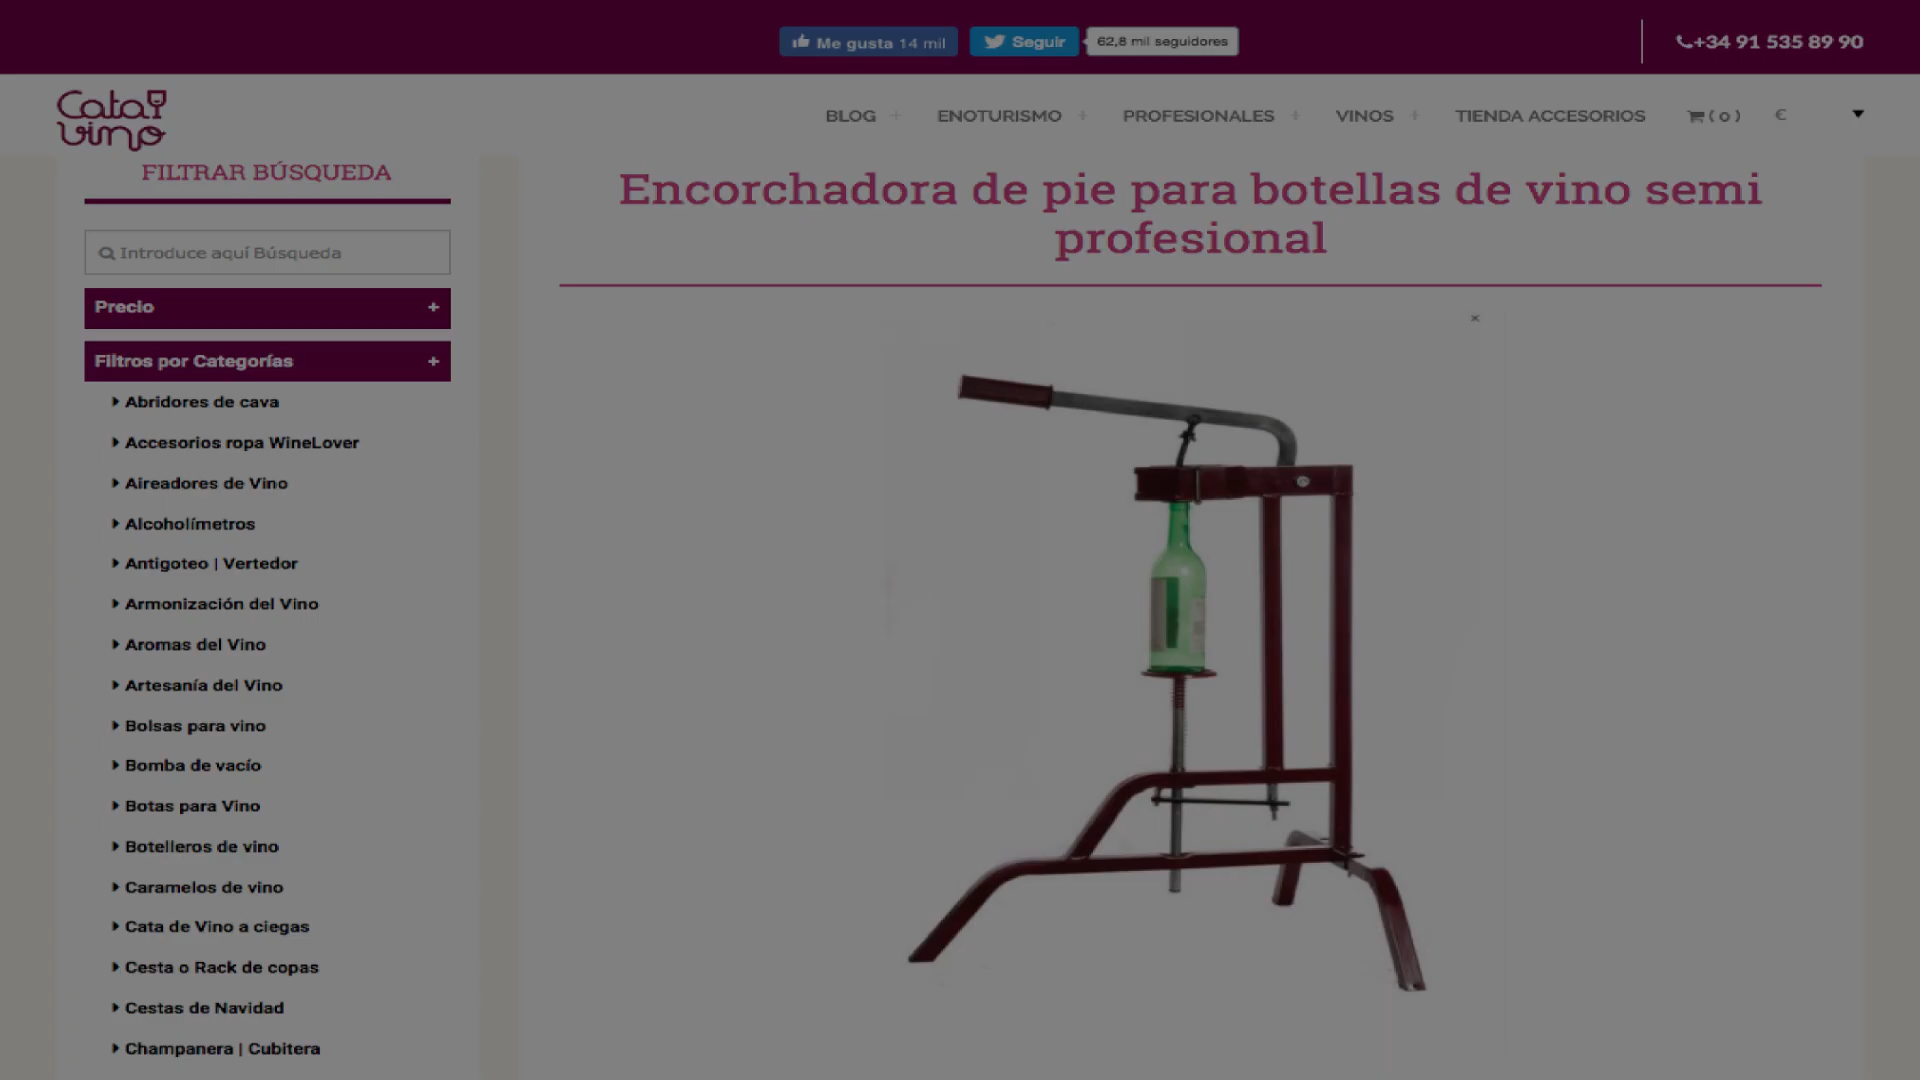 Me gusta 14 mil
Seguir
62,8 mil seguidores
+34 91 535 89 90
Cata
vino
BLOG +
ENOTURISMO +
PROFESIONALES +
VINOS +
TIENDA ACCESORIOS
( 0 )
€
FILTRAR BÚSQUEDA
Introduce aquí Búsqueda
Precio +
Filtros por Categorías +
Abridores de cava
Accesorios ropa WineLover
Aireadores de Vino
Alcoholímetros
Antigoteo | Vertedor
Armonización del Vino
Aromas del Vino
Artesanía del Vino
Bolsas para vino
Bomba de vacío
Botas para Vino
Botelleros de vino
Caramelos de vino
Cata de Vino a ciegas
Cesta o Rack de copas
Cestas de Navidad
Champanera | Cubitera
Encorchadora de pie para botellas de vino semi
profesional
×